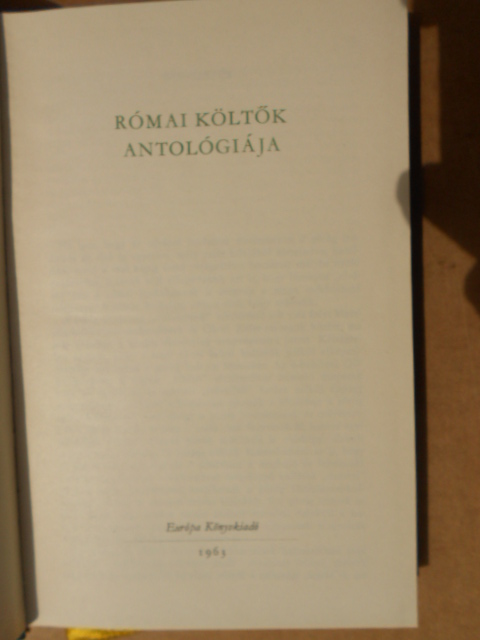 RÓMAI KÖLTŐK
ANTOLÓGIÁJA
Európa Könyvkiadó
1963